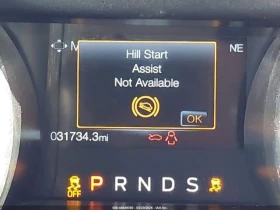 Hill Start
Assist
Not Available
OK
NE
031734.3mi
OFF
P R N D S